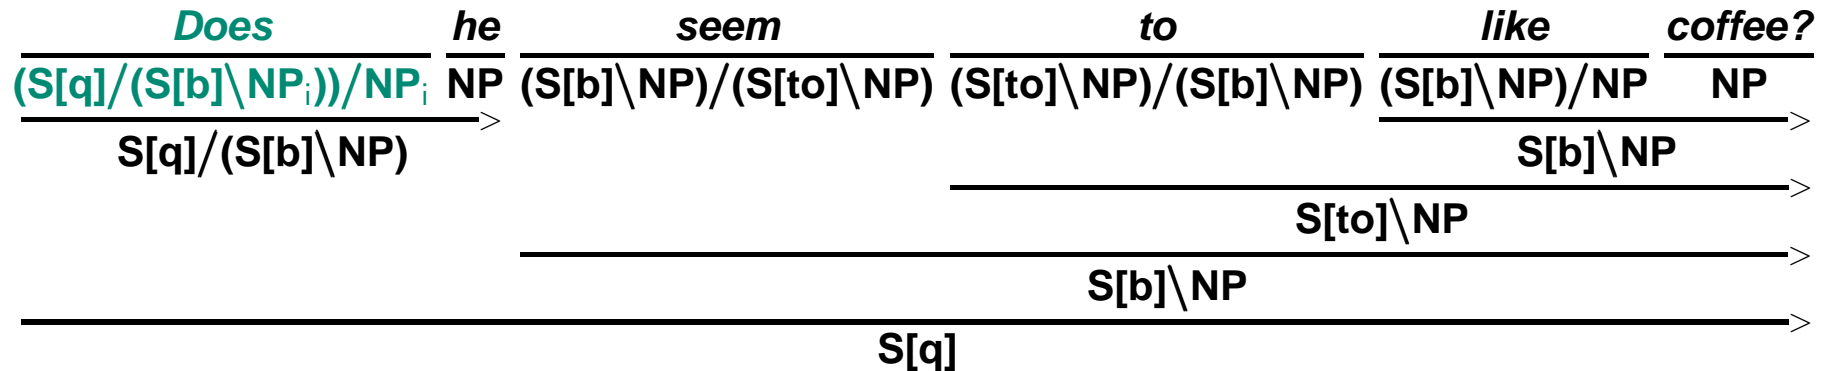 Does he seem to like coffee?
(S[q]/(S[b]\NPi))/NPi NP (S[b]\NP)/(S[to]\NP) (S[to]\NP)/(S[b]\NP) (S[b]\NP)/NP NP
> >
S[q]/(S[b]\NP) S[b]\NP
>
S[to]\NP
>
S[b]\NP
>
S[q]